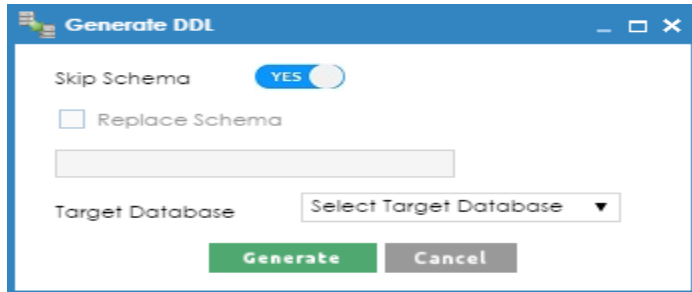 Generate DDL
Skip Schema YES
Replace Schema
Target Database Select Target Database
Generate Cancel